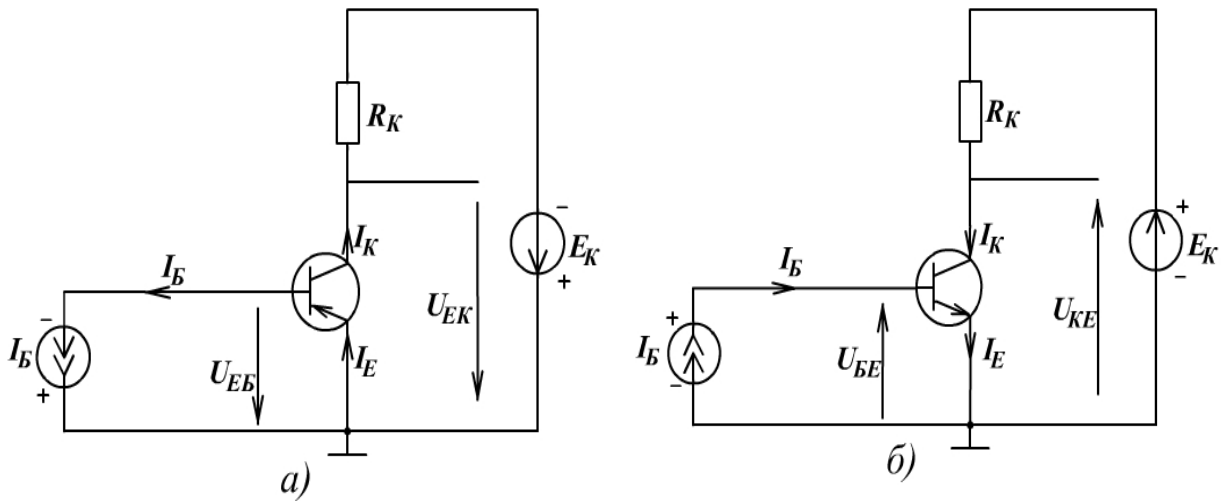 R_К
R_К
-
+
I_К
E_К
I_К
E_К
I_Б
+
I_Б
-
-
U_ЕК
+
U_КЕ
I_Б
I_Б
U_ЕБ
I_Е
U_БЕ
I_Е
+
-
а)
б)